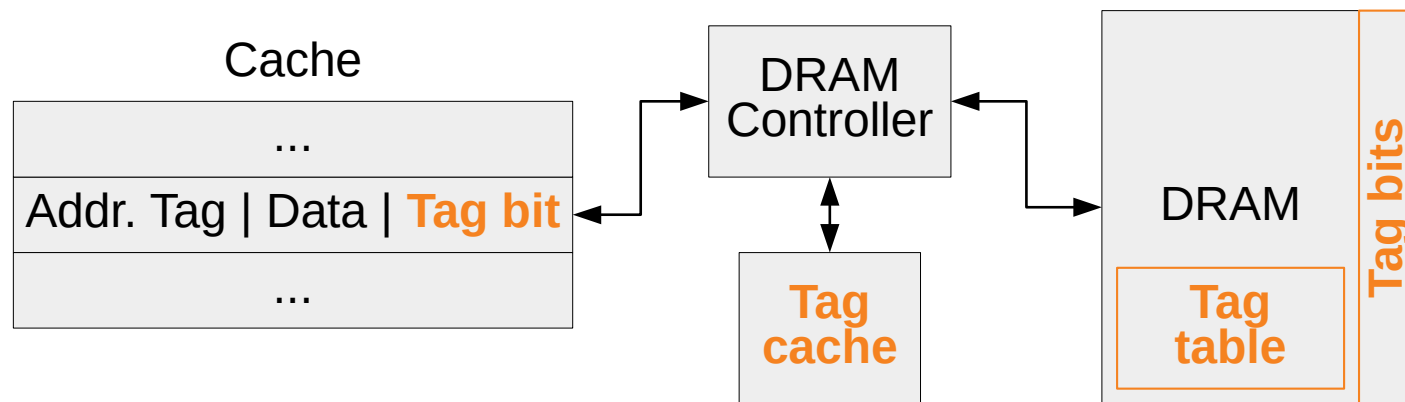 Cache
...
Addr. Tag | Data | Tag bit
...
DRAM
Controller
Tag
cache
DRAM
Tag
table
Tag bits